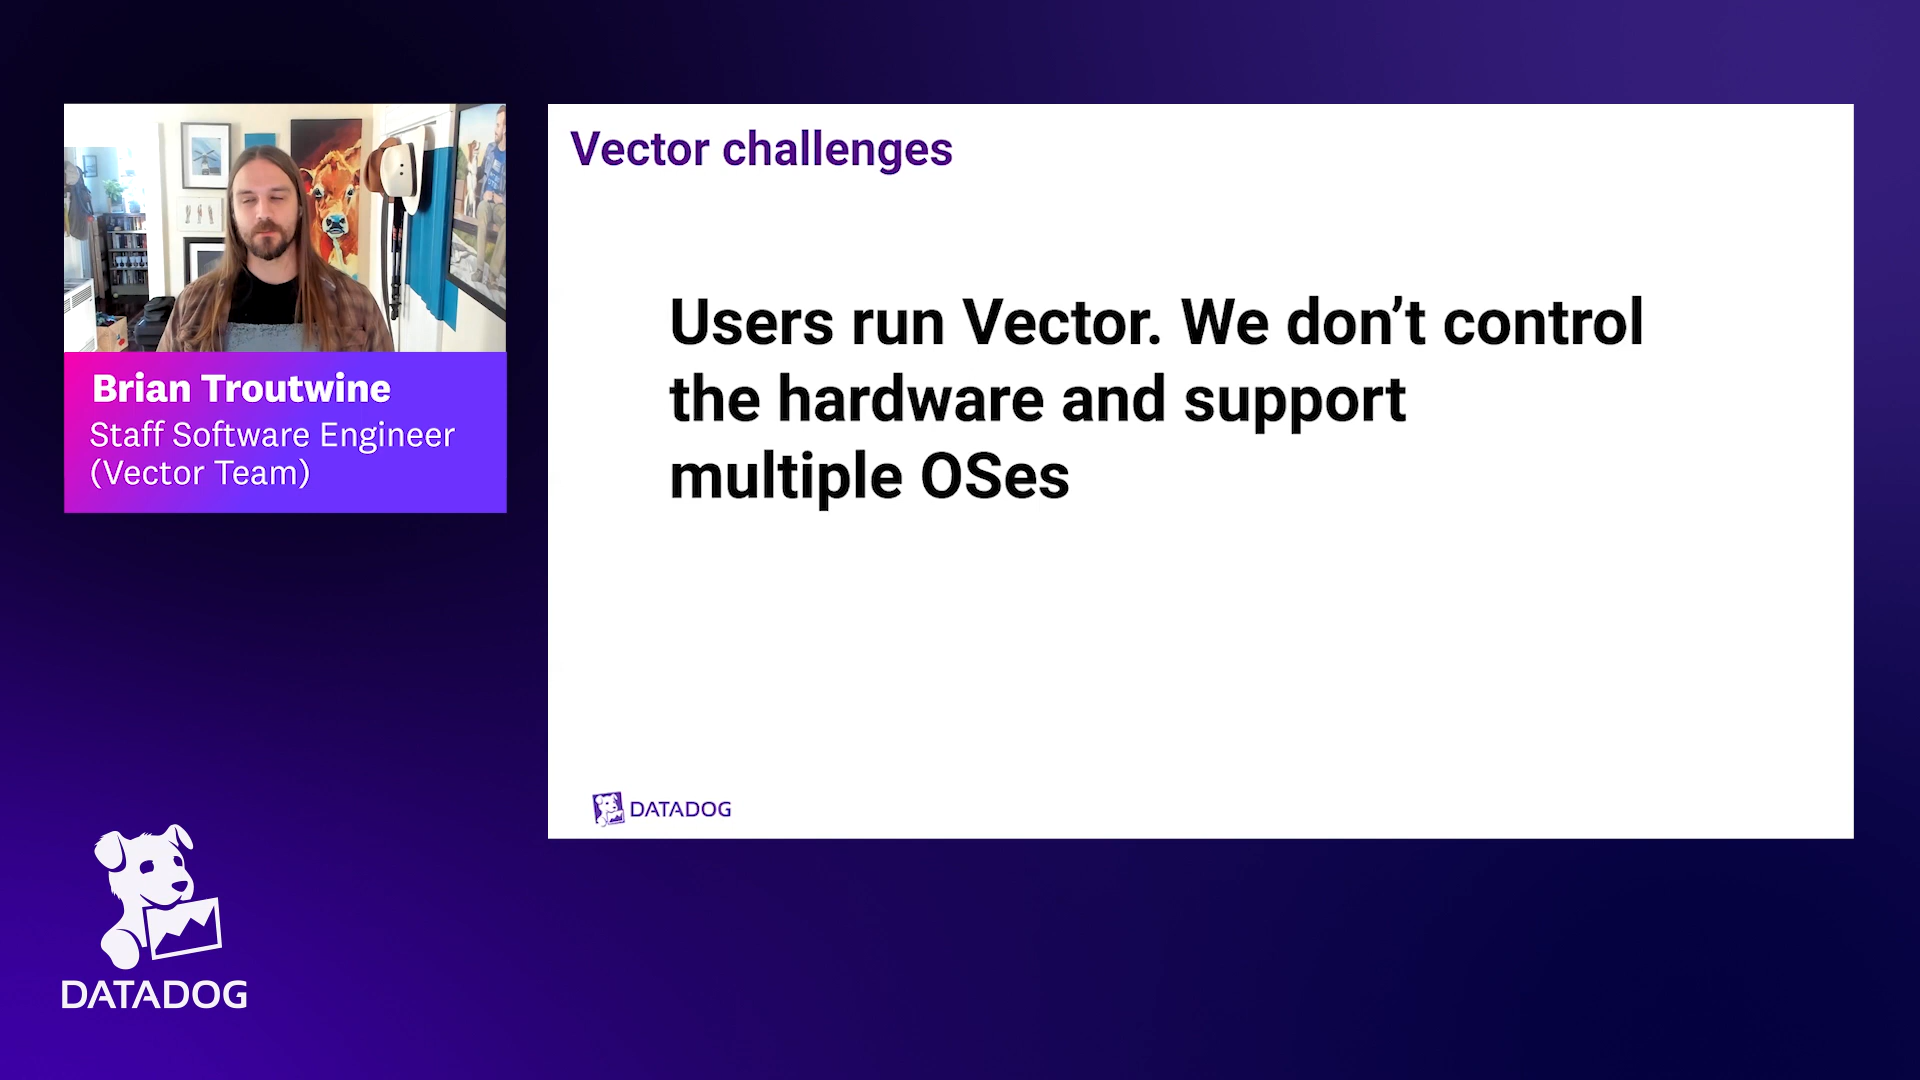 Vector challenges
Users run Vector. We don’t control
the hardware and support
multiple OSes
DATADOG
Brian Troutwine
Staff Software Engineer
(Vector Team)
DATADOG